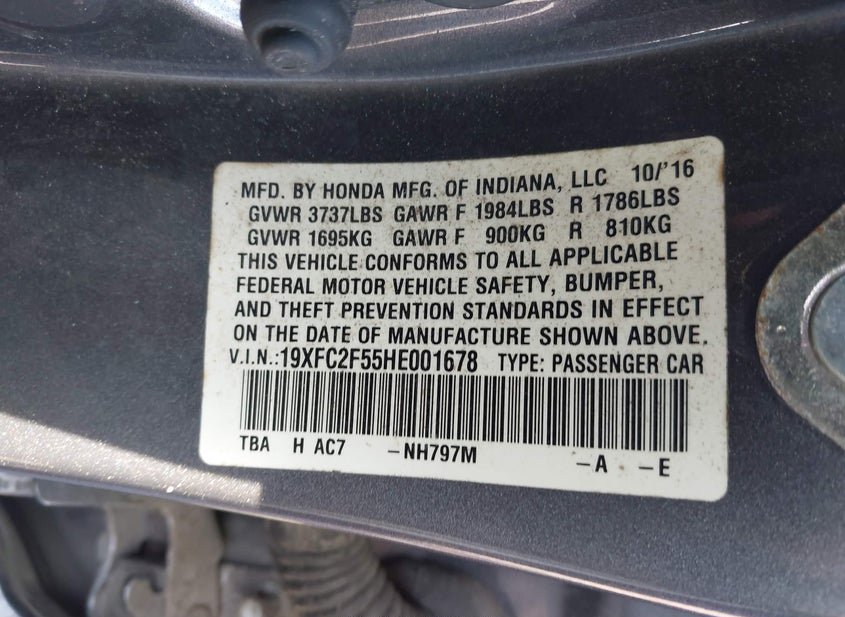 MFD. BY HONDA MFG. OF INDIANA, LLC 10/'16
GVWR 3737LBS GAWR F 1984LBS R 1786LBS
GVWR 1695KG GAWR F 900KG R 810KG
THIS VEHICLE CONFORMS TO ALL APPLICABLE
FEDERAL MOTOR VEHICLE SAFETY, BUMPER,
AND THEFT PREVENTION STANDARDS IN EFFECT
ON THE DATE OF MANUFACTURE SHOWN ABOVE.
V.I.N.:19XFC2F55HE001678 TYPE: PASSENGER CAR
TBA H AC7 -NH797M -A -E